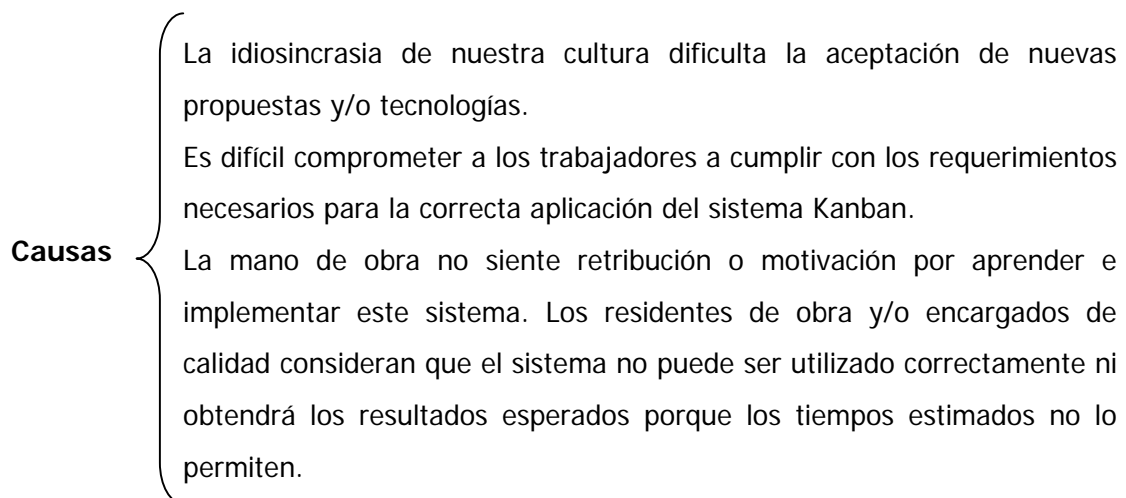 La idiosincrasia de nuestra cultura dificulta la aceptación de nuevas
propuestas y/o tecnologías.
Es difícil comprometer a los trabajadores a cumplir con los requerimientos
necesarios para la correcta aplicación del sistema Kanban.
Causas
La mano de obra no siente retribución o motivación por aprender e
implementar este sistema. Los residentes de obra y/o encargados de
calidad consideran que el sistema no puede ser utilizado correctamente ni
obtendrá los resultados esperados porque los tiempos estimados no lo
permiten.